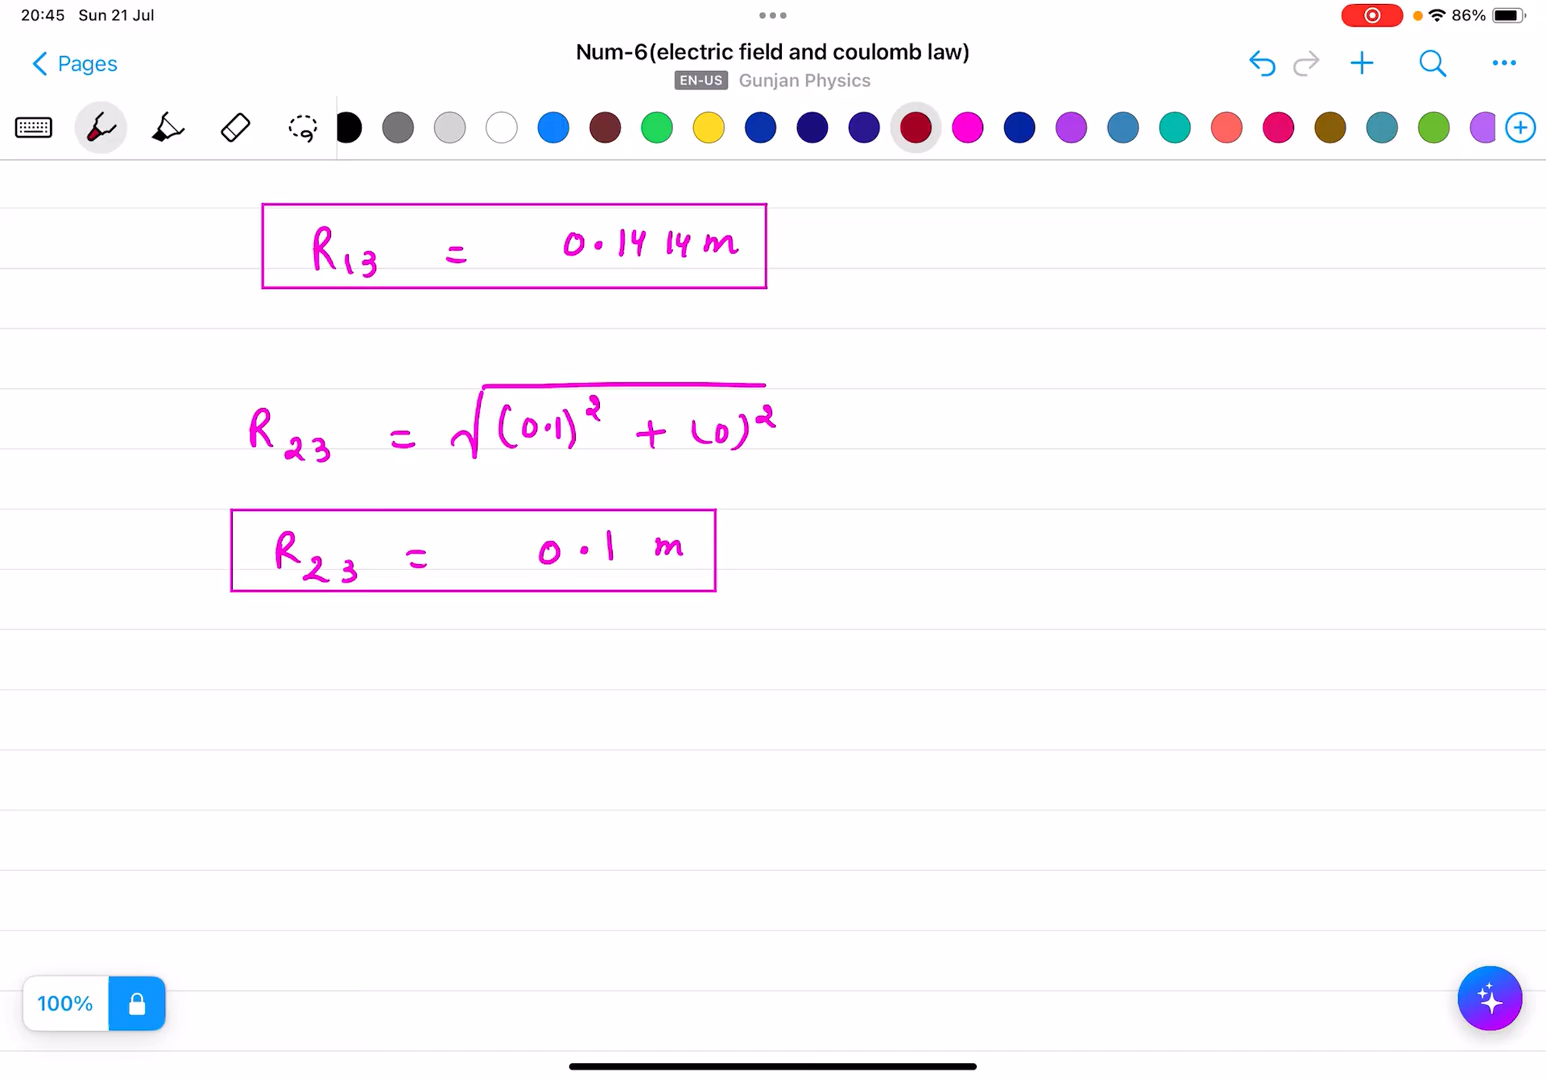 20:45 Sun 21 Jul
86%
Pages
Num-6(electric field and coulomb law)
EN-US Gunjan Physics
R₁₃ = 0.1414 m
R₂₃ = √(0.1)² + (0)²
R₂₃ = 0.1 m
100%